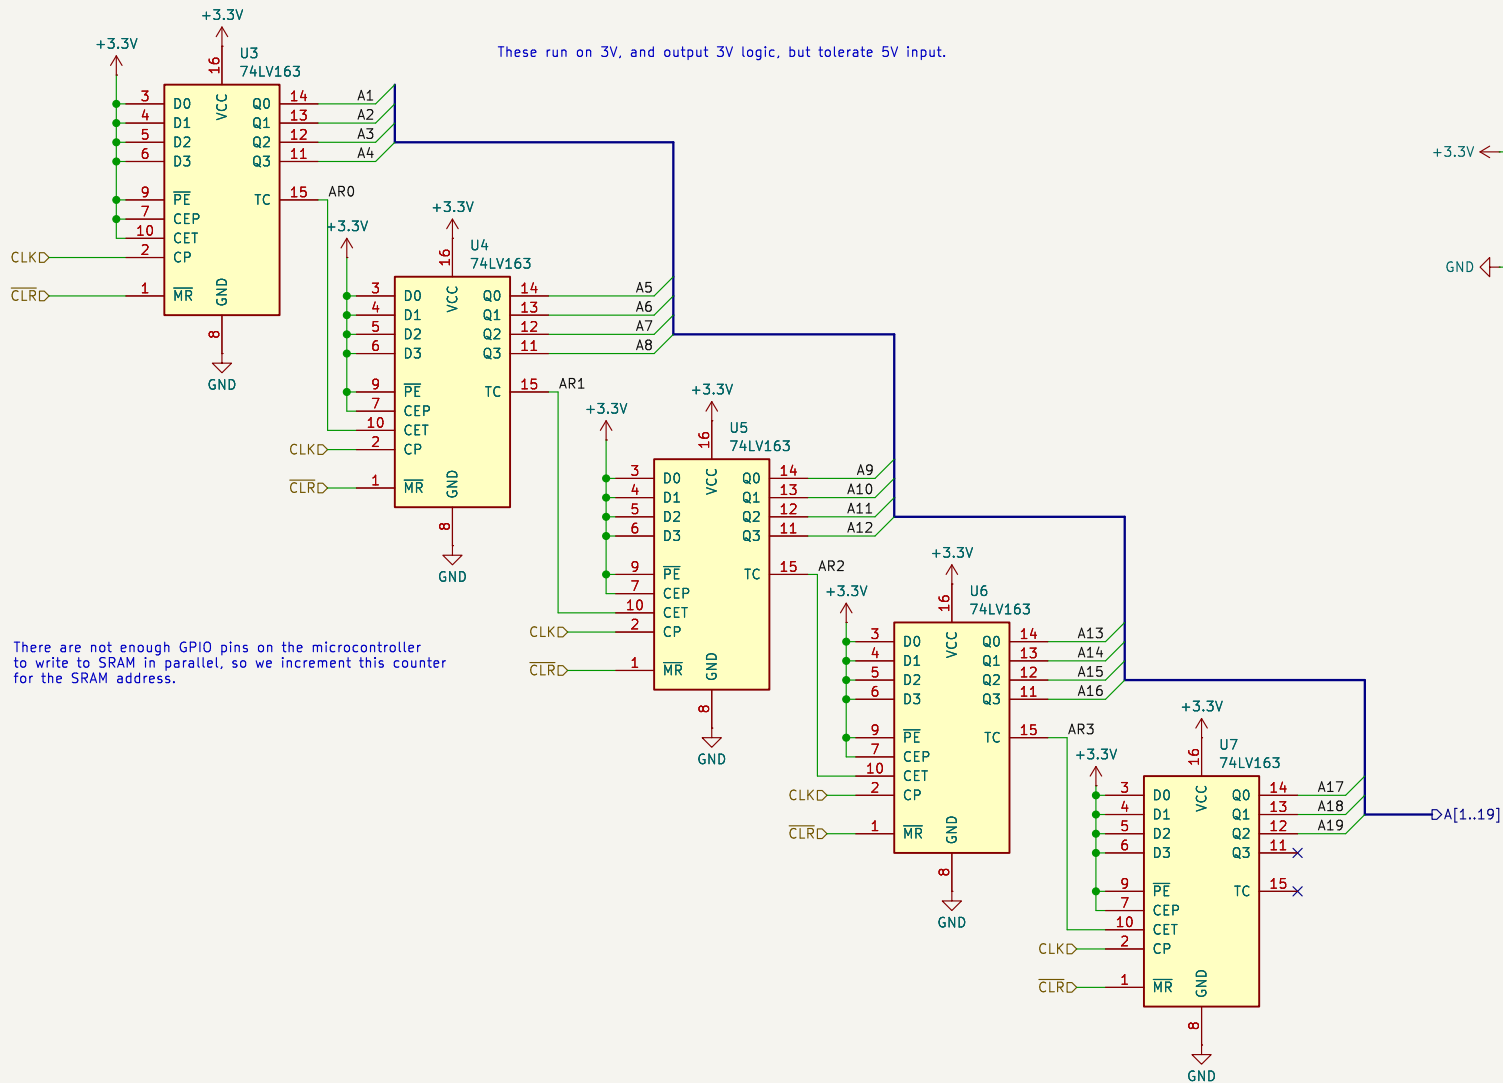 These run on 3V, and output 3V logic, but tolerate 5V input.
+3.3V
+3.3V
U3
74LV163
16
VCC
3 D0 Q0 14 A1
4 D1 Q1 13 A2
5 D2 Q2 12 A3
6 D3 Q3 11 A4
9 PE TC 15 AR0
7 CEP
10 CET
CLK 2 CP
CLR 1 MR
GND
8
GND
+3.3V
+3.3V
U4
74LV163
16
VCC
3 D0 Q0 14 A5
4 D1 Q1 13 A6
5 D2 Q2 12 A7
6 D3 Q3 11 A8
9 PE TC 15 AR1
7 CEP
10 CET
CLK 2 CP
CLR 1 MR
GND
8
GND
+3.3V
+3.3V
U5
74LV163
16
VCC
3 D0 Q0 14 A9
4 D1 Q1 13 A10
5 D2 Q2 12 A11
6 D3 Q3 11 A12
9 PE TC 15 AR2
7 CEP
10 CET
CLK 2 CP
CLR 1 MR
GND
8
GND
+3.3V
+3.3V
U6
74LV163
16
VCC
3 D0 Q0 14 A13
4 D1 Q1 13 A14
5 D2 Q2 12 A15
6 D3 Q3 11 A16
9 PE TC 15 AR3
7 CEP
10 CET
CLK 2 CP
CLR 1 MR
GND
8
GND
+3.3V
+3.3V
U7
74LV163
16
VCC
3 D0 Q0 14 A17
4 D1 Q1 13 A18
5 D2 Q2 12 A19
6 D3 Q3 11
9 PE TC 15
7 CEP
10 CET
CLK 2 CP
CLR 1 MR
GND
8
GND
A[1..19]
+3.3V
GND
There are not enough GPIO pins on the microcontroller
to write to SRAM in parallel, so we increment this counter
for the SRAM address.